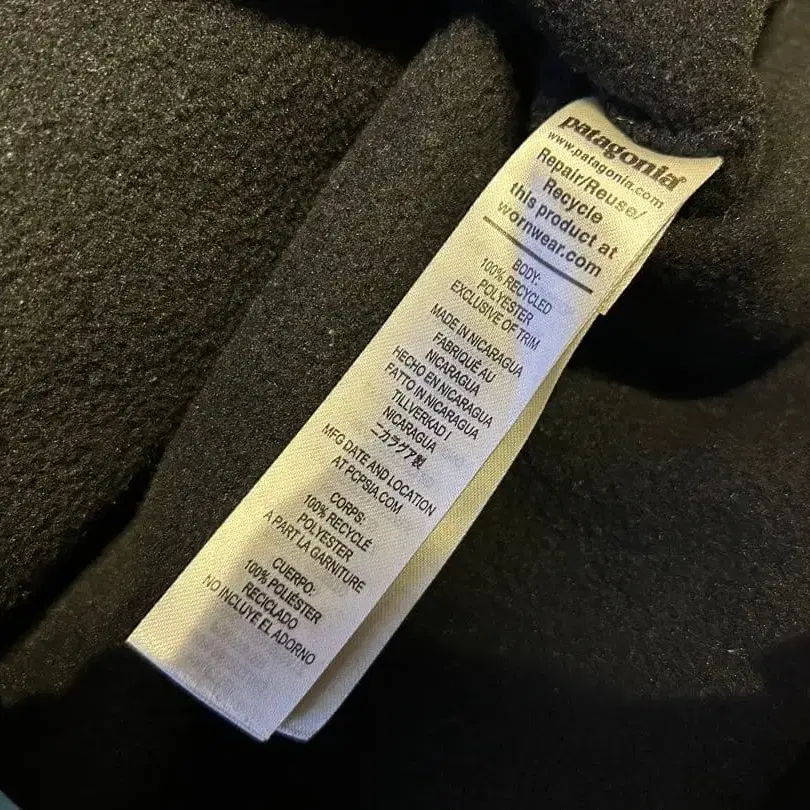 patagonia®
www.patagonia.com
Repair/Reuse/
Recycle
this product at
wornwear.com
BODY:
100% RECYCLED
POLYESTER
EXCLUSIVE OF TRIM
MADE IN NICARAGUA
FABRIQUÉ AU
NICARAGUA
HECHO EN NICARAGUA
FATTO IN NICARAGUA
TILLVERKAD I
NICARAGUA
ニカラグア製
MFG DATE AND LOCATION
AT PCPSIA.COM
CORPS:
100% RECYCLÉ
POLYESTER
A PART LA GARNITURE
CUERPO:
100% POLIÉSTER
RECICLADO
NO INCLUYE EL ADORNO